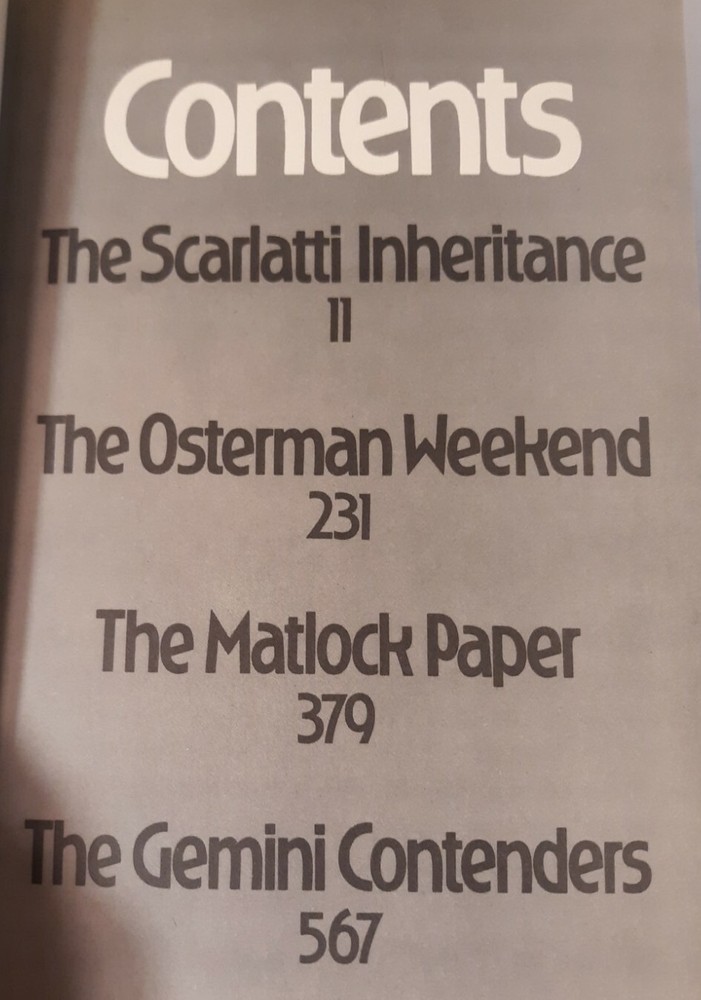 Contents
The Scarlatti Inheritance
11
The Osterman Weekend
231
The Matlock Paper
379
The Gemini Contenders
567